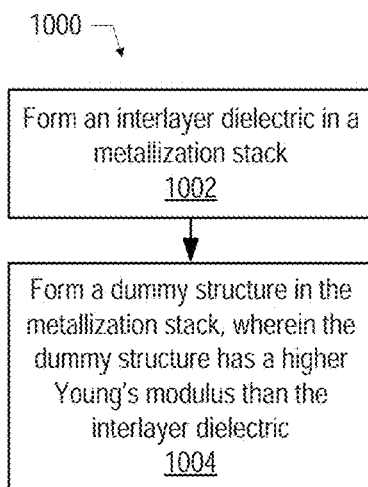 1000
Form an interlayer dielectric in a
metallization stack
1002
Form a dummy structure in the
metallization stack, wherein the
dummy structure has a higher
Young's modulus than the
interlayer dielectric
1004